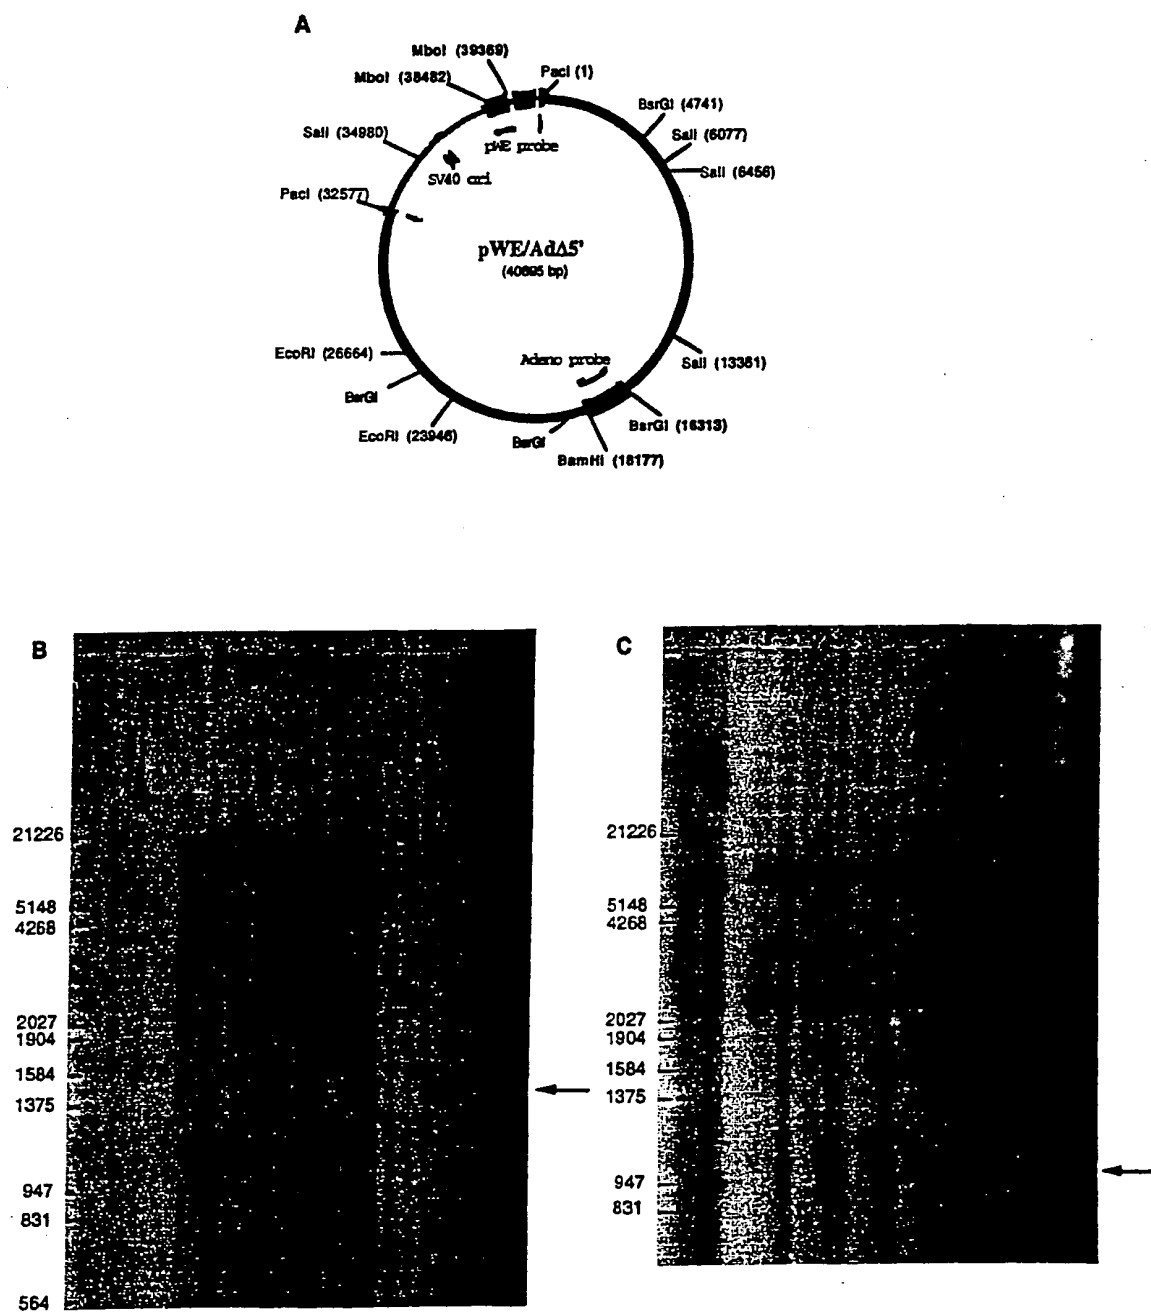 A
MboI (39369)
MboI (38482)
PacI (1)
BsrGI (4741)
SalI (34980)
SalI (6077)
pWE probe
SalI (6456)
SV40 ori
PacI (32577)
pWE/AdΔ5'
(40695 bp)
EcoRI (26664)
Adeno probe
SalI (13361)
BsrGI
BsrGI (16313)
EcoRI (23946)
BsrGI
BamHI (18177)
B
C
21226
5148
4268
2027
1904
1584
1375
947
831
564
21226
5148
4268
2027
1904
1584
1375
947
831